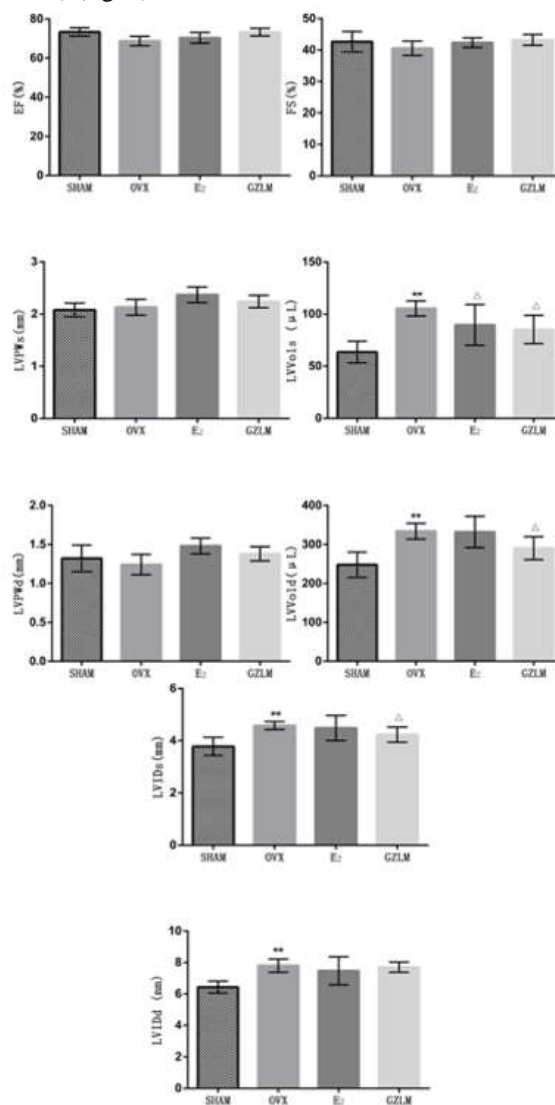 EF(%)
80
60
40
20
0
SHAM OVX E₂ GZLM
FS(%)
50
40
30
20
10
0
SHAM OVX E₂ GZLM
LVPWs(mm)
3
2
1
0
SHAM OVX E₂ GZLM
LVVols (μL)
150
100
50
0
** △ △
SHAM OVX E₂ GZLM
LVPWd(mm)
1.5
1.0
0.5
0.0
2.0
SHAM OVX E₂ GZLM
LVVold(μL)
400
300
200
100
0
** △
SHAM OVX E₂ GZLM
LVIDs(mm)
6
4
2
0
** △
SHAM OVX E₂ GZLM
LVIDd (mm)
10
8
6
4
2
0
**
SHAM OVX E₂ GZLM